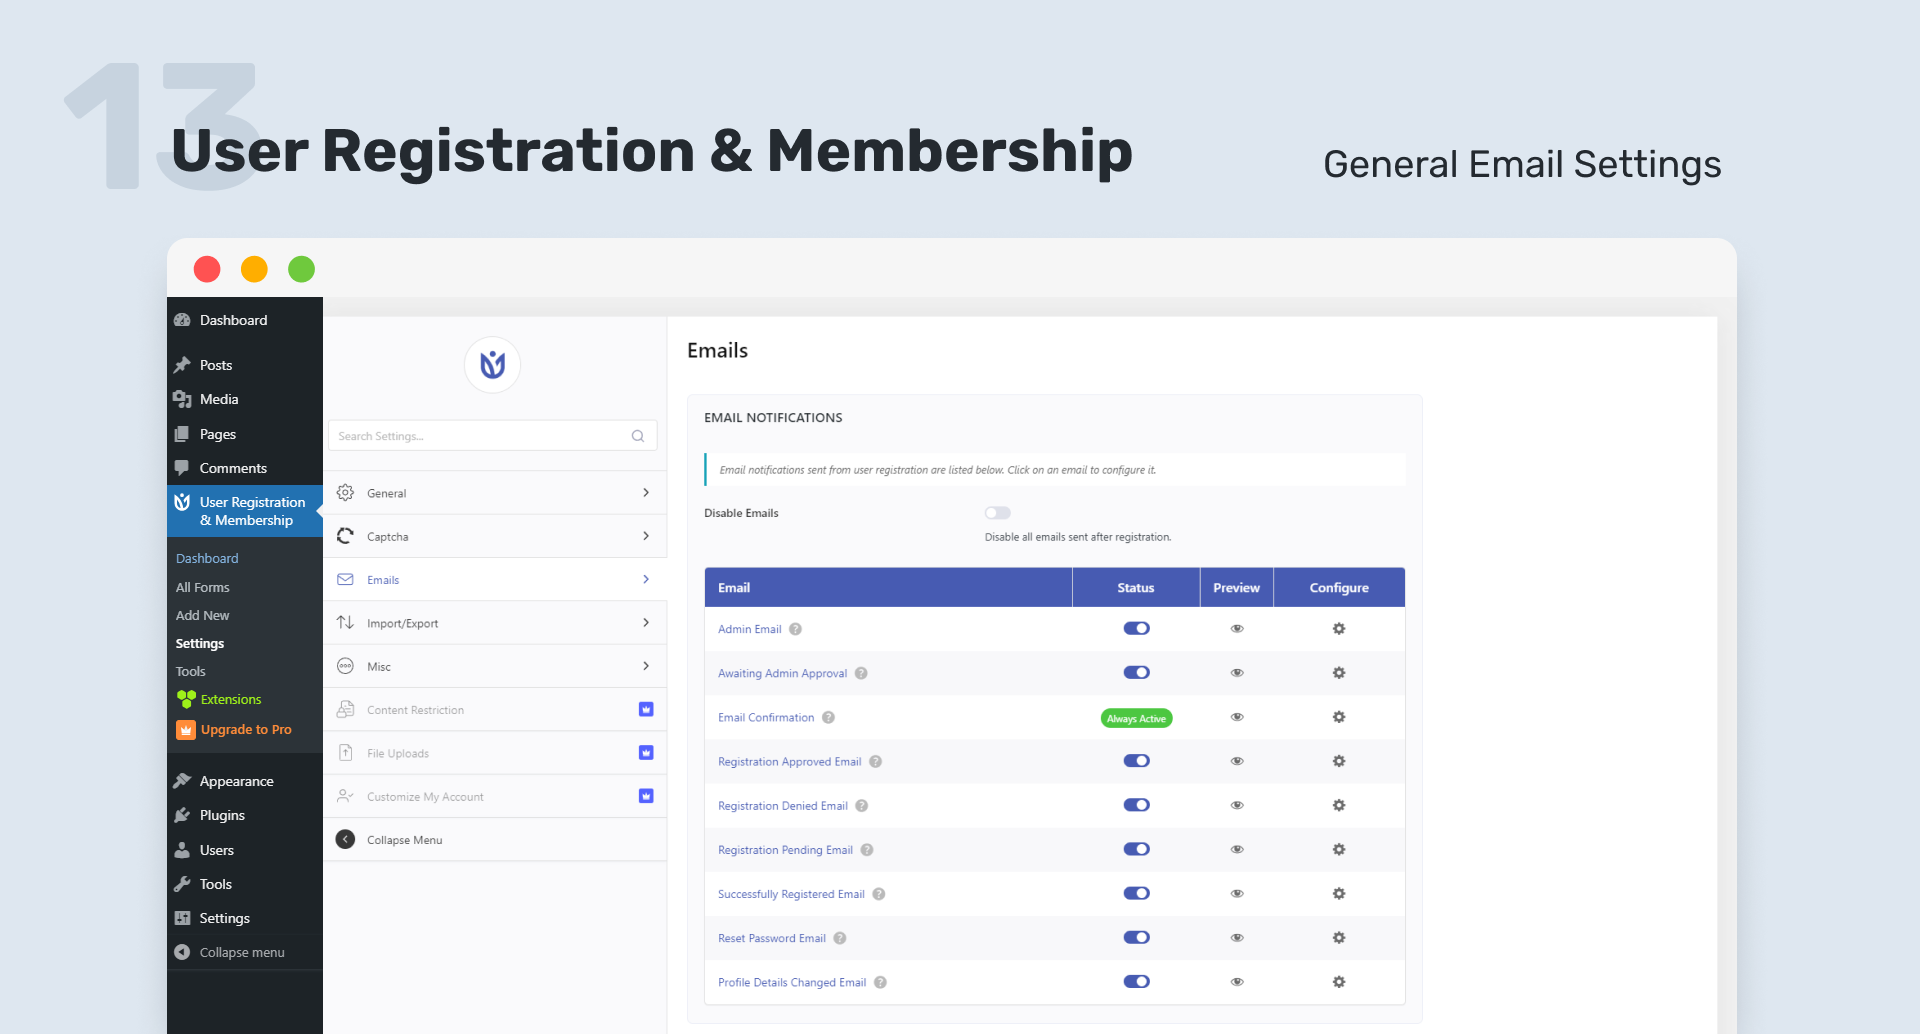 13
User Registration & Membership
General Email Settings
Dashboard
Posts
Media
Pages
Comments
User Registration
& Membership
Dashboard
All Forms
Add New
Settings
Tools
Extensions
Upgrade to Pro
Appearance
Plugins
Users
Tools
Settings
Collapse menu
Search Settings...
General
Captcha
Emails
Import/Export
Misc
Content Restriction
File Uploads
Customize My Account
Collapse Menu
Emails
EMAIL NOTIFICATIONS
Email notifications sent from user registration are listed below. Click on an email to configure it.
Disable Emails
Disable all emails sent after registration.
Email Status Preview Configure
Admin Email ?
Awaiting Admin Approval ?
Email Confirmation ? Always Active
Registration Approved Email ?
Registration Denied Email ?
Registration Pending Email ?
Successfully Registered Email ?
Reset Password Email ?
Profile Details Changed Email ?